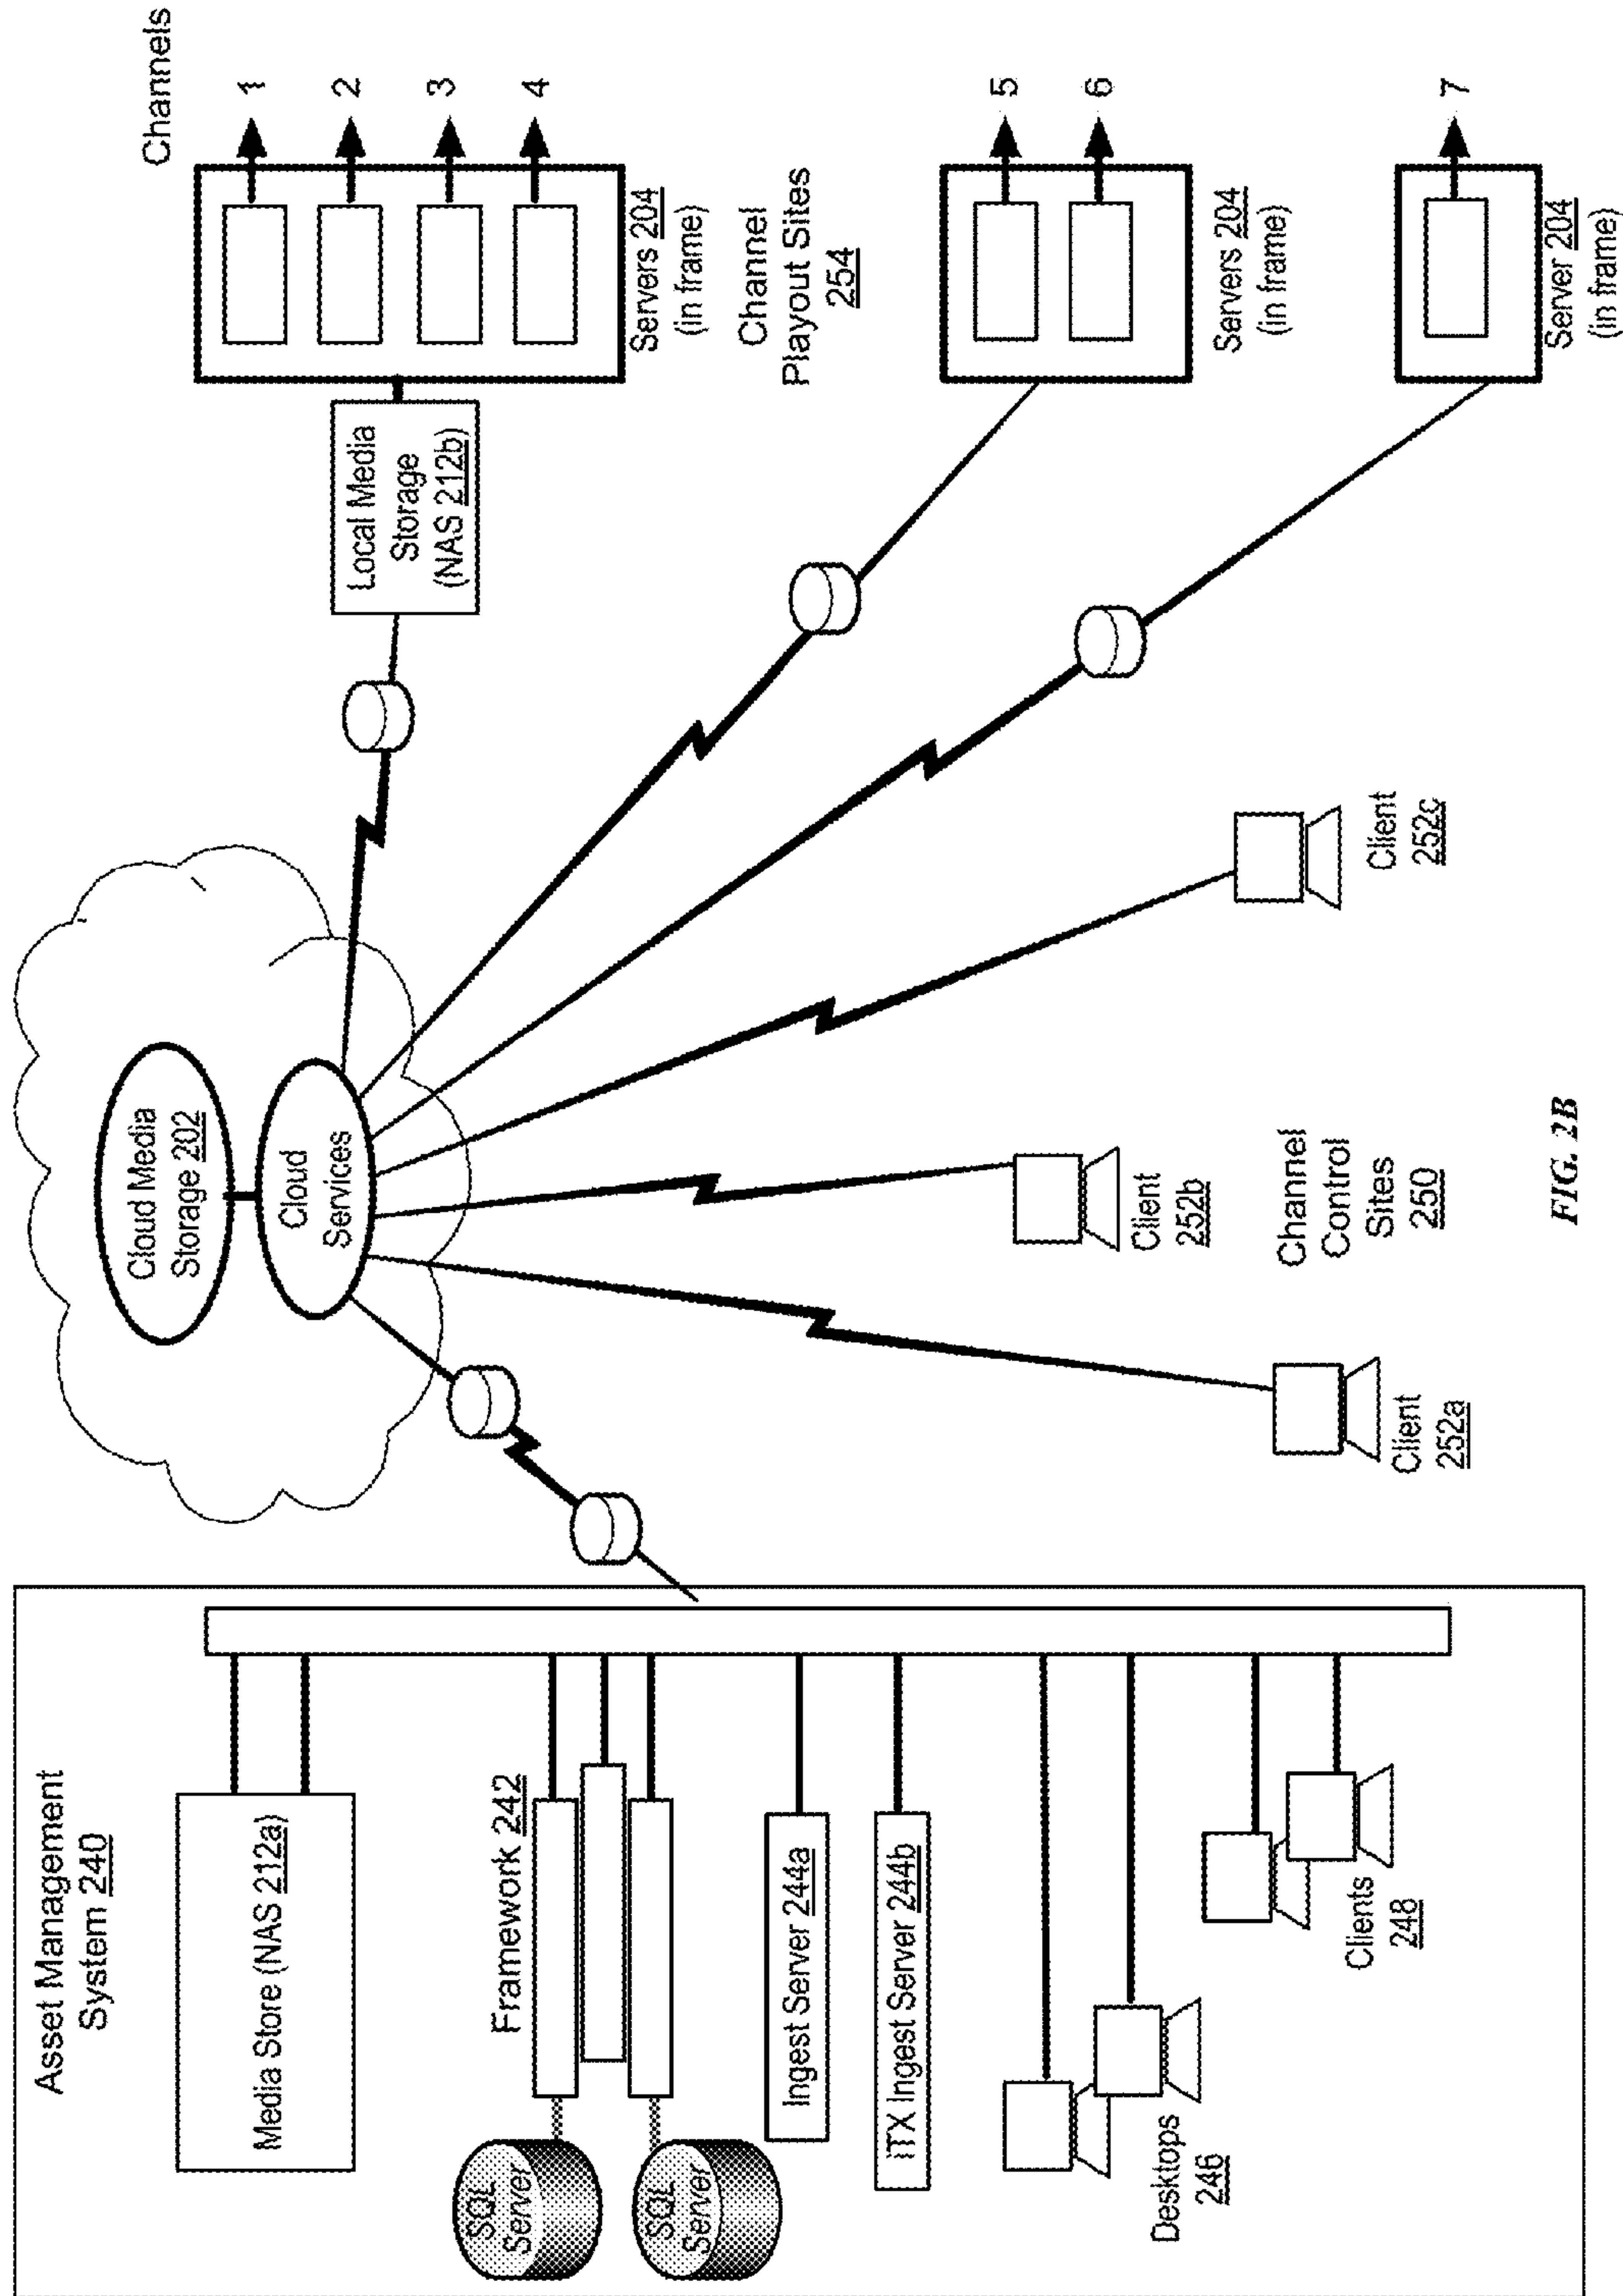 Asset Management
System 240
Media Store (NAS 212a)
Framework 242
SQL
Server
SQL
Server
Ingest Server 244a
iTX Ingest Server 244b
Desktops
246
Clients
248
Cloud Media
Storage 202
Cloud
Services
Client
252a
Client
252b
Client
252c
Channel
Control
Sites
250
Local Media
Storage
(NAS 212b)
Channels
1
2
3
4
Servers 204
(in frame)
Channel
Playout Sites
254
5
6
Servers 204
(in frame)
7
Server 204
(in frame)
FIG. 2B